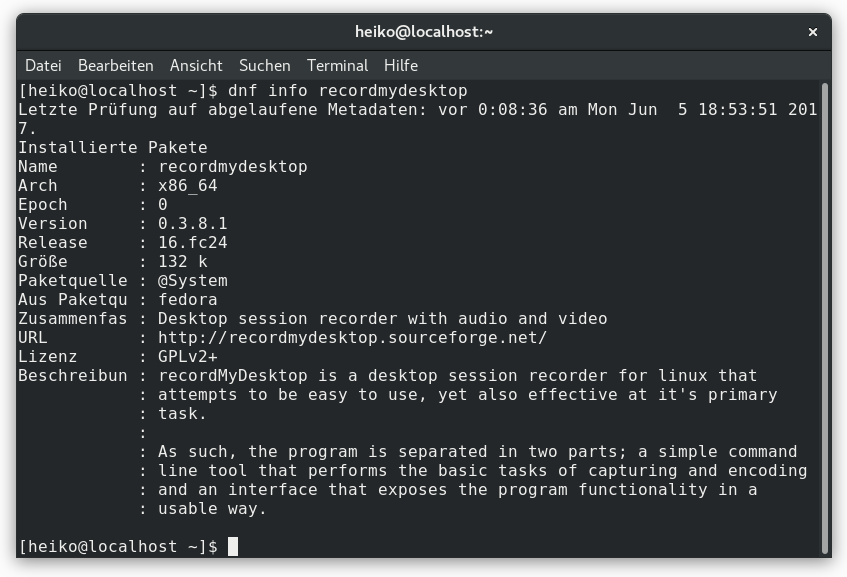 heiko@localhost:~
Datei Bearbeiten Ansicht Suchen Terminal Hilfe
[heiko@localhost ~]$ dnf info recordmydesktop
Letzte Prüfung auf abgelaufene Metadaten: vor 0:08:36 am Mon Jun  5 18:53:51 201
7.
Installierte Pakete
Name        : recordmydesktop
Arch        : x86_64
Epoch       : 0
Version     : 0.3.8.1
Release     : 16.fc24
Größe       : 132 k
Paketquelle : @System
Aus Paketqu : fedora
Zusammenfas : Desktop session recorder with audio and video
URL         : http://recordmydesktop.sourceforge.net/
Lizenz      : GPLv2+
Beschreibun : recordMyDesktop is a desktop session recorder for linux that
            : attempts to be easy to use, yet also effective at it's primary
            : task.
            :
            : As such, the program is separated in two parts; a simple command
            : line tool that performs the basic tasks of capturing and encoding
            : and an interface that exposes the program functionality in a
            : usable way.
[heiko@localhost ~]$